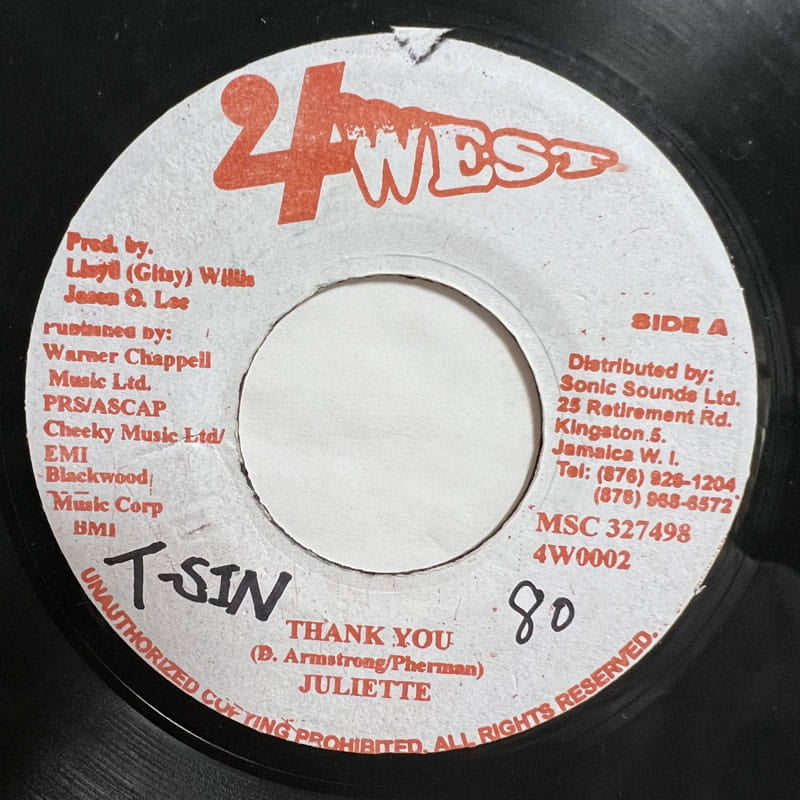 24 WEST
Prod. by.
Lloyd (Gitsy) Willis
Jason O. Lee
Published by:
Warner Chappell
Music Ltd.
PRS/ASCAP
Cheeky Music Ltd/
EMI
Blackwood
Music Corp
BMI
SIDE A
Distributed by:
Sonic Sounds Ltd.
25 Retirement Rd.
Kingston 5.
Jamaica W. I.
Tel: (876) 926-1204
(876) 968-6572
MSC 327498
4W0002
T-SIN
80
THANK YOU
(D. Armstrong/Pherman)
JULIETTE
UNAUTHORIZED COPYING PROHIBITED. ALL RIGHTS RESERVED.